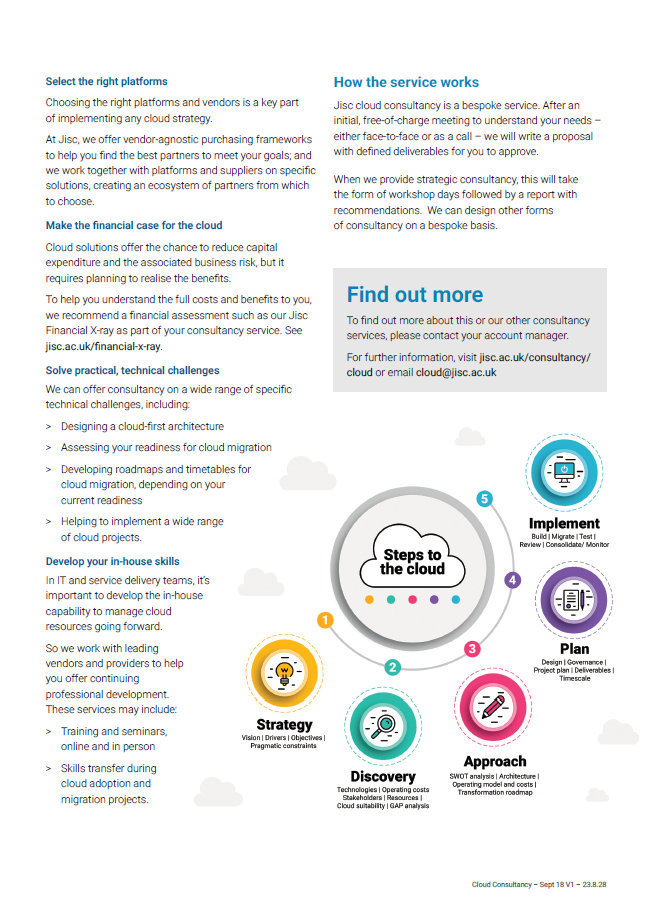 Select the right platforms
Choosing the right platforms and vendors is a key part
of implementing any cloud strategy.
At Jisc, we offer vendor-agnostic purchasing frameworks
to help you find the best partners to meet your goals; and
we work together with platforms and suppliers on specific
solutions, creating an ecosystem of partners from which
to choose.
Make the financial case for the cloud
Cloud solutions offer the chance to reduce capital
expenditure and the associated business risk, but it
requires planning to realise the benefits.
To help you understand the full costs and benefits to you,
we recommend a financial assessment such as our Jisc
Financial X-ray as part of your consultancy service. See
jisc.ac.uk/financial-x-ray.
Solve practical, technical challenges
We can offer consultancy on a wide range of specific
technical challenges, including:
> Designing a cloud-first architecture
> Assessing your readiness for cloud migration
> Developing roadmaps and timetables for
cloud migration, depending on your
current readiness
> Helping to implement a wide range
of cloud projects.
Develop your in-house skills
In IT and service delivery teams, it's
important to develop the in-house
capability to manage cloud
resources going forward.
So we work with leading
vendors and providers to help
you offer continuing
professional development.
These services may include:
> Training and seminars,
online and in person
> Skills transfer during
cloud adoption and
migration projects.
How the service works
Jisc cloud consultancy is a bespoke service. After an
initial, free-of-charge meeting to understand your needs –
either face-to-face or as a call – we will write a proposal
with defined deliverables for you to approve.
When we provide strategic consultancy, this will take
the form of workshop days followed by a report with
recommendations.  We can design other forms
of consultancy on a bespoke basis.
Find out more
To find out more about this or our other consultancy
services, please contact your account manager.
For further information, visit jisc.ac.uk/consultancy/
cloud or email cloud@jisc.ac.uk
Steps to
the cloud
1
Strategy
Vision | Drivers | Objectives |
Pragmatic constraints
2
Discovery
Technologies | Operating costs
Stakeholders | Resources |
Cloud suitability | GAP analysis
3
Approach
SWOT analysis | Architecture |
Operating model and costs |
Transformation roadmap
4
Plan
Design | Governance |
Project plan | Deliverables |
Timescale
5
Implement
Build | Migrate | Test |
Review | Consolidate/ Monitor
Cloud Consultancy – Sept 18 V1 – 23.8.28